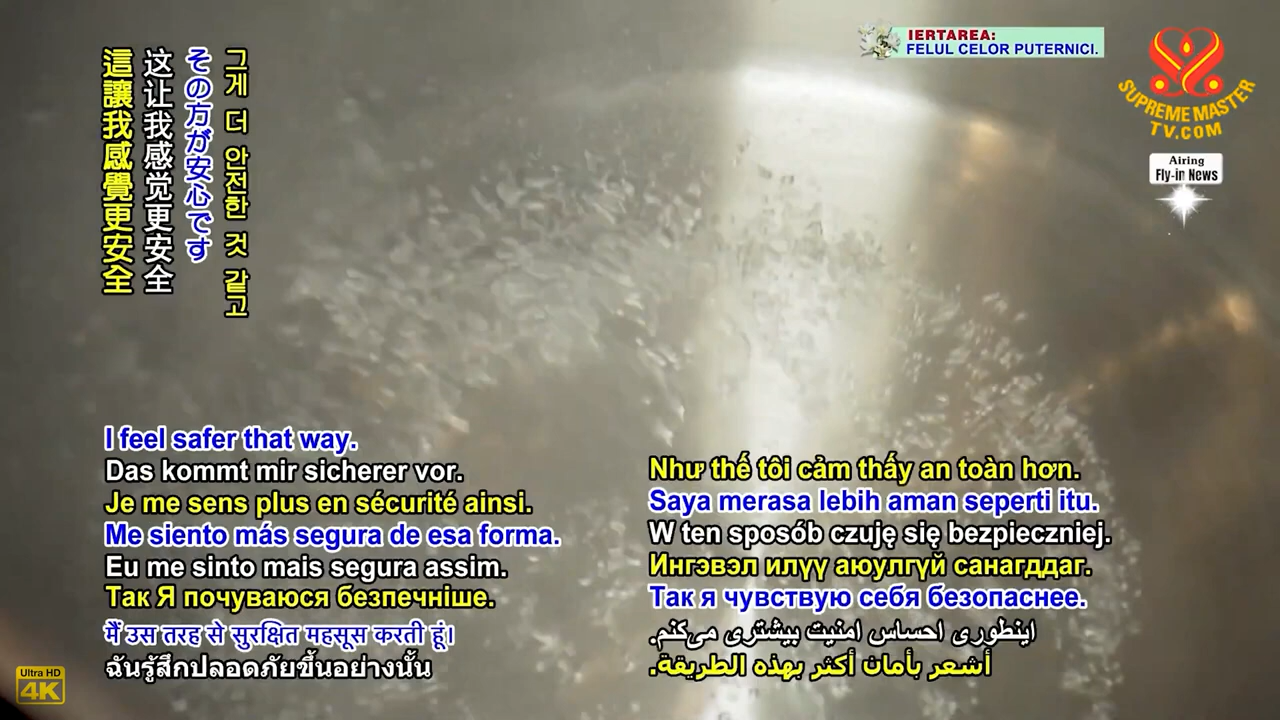 IERTAREA:
FELUL CELOR PUTERNICI.
SUPREME MASTER
TV.COM
Airing
Fly-in News
그게 더 안전한 것 같고
その方が安心です
这让我感觉更安全
這讓我感覺更安全
I feel safer that way.
Das kommt mir sicherer vor.
Je me sens plus en sécurité ainsi.
Me siento más segura de esa forma.
Eu me sinto mais segura assim.
Так Я почуваюся безпечніше.
मैं उस तरह से सुरक्षित महसूस करती हूं।
ฉันรู้สึกปลอดภัยขึ้นอย่างนั้น
Như thế tôi cảm thấy an toàn hơn.
Saya merasa lebih aman seperti itu.
W ten sposób czuję się bezpieczniej.
Ингэвэл илүү аюулгүй санагддаг.
Так я чувствую себя безопаснее.
اینطوری احساس امنیت بیشتری می‌کنم.
أشعر بأمان أكثر بهذه الطريقة.
Ultra HD
4K